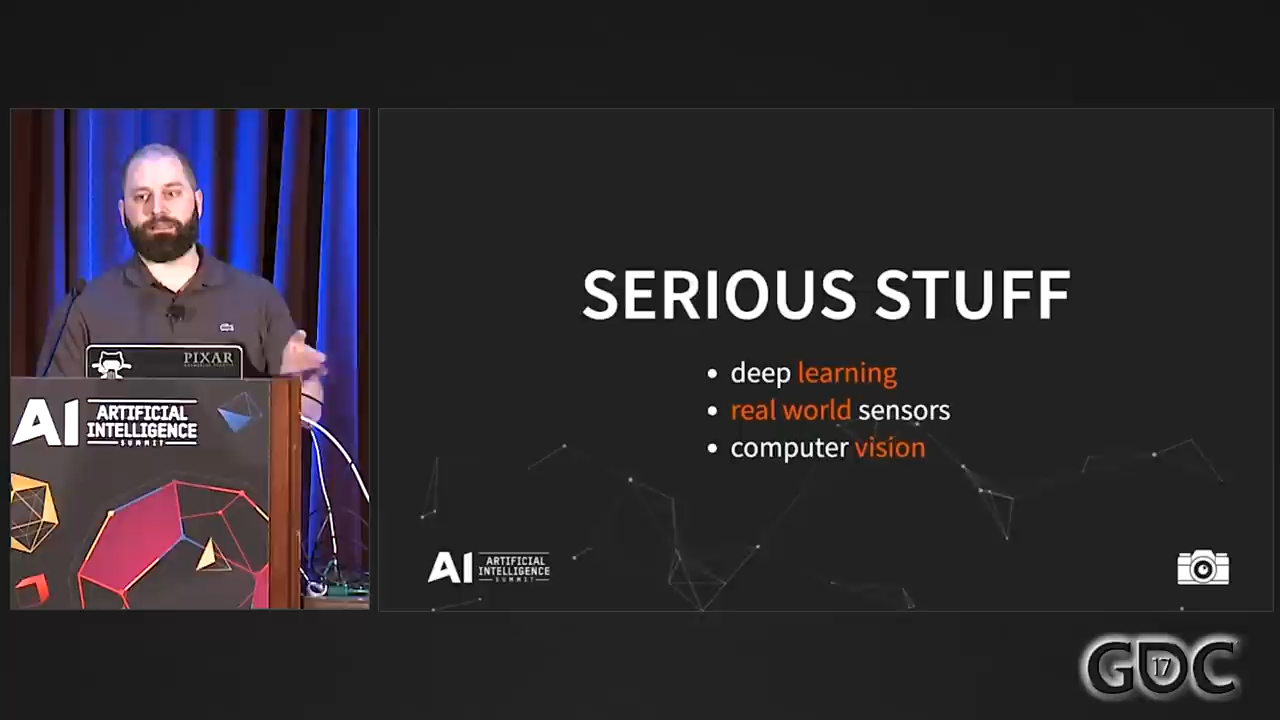 PIXAR
AI ARTIFICIAL
INTELLIGENCE
SUMMIT
SERIOUS STUFF
deep learning
real world sensors
computer vision
AI ARTIFICIAL
INTELLIGENCE
SUMMIT
GDC
17